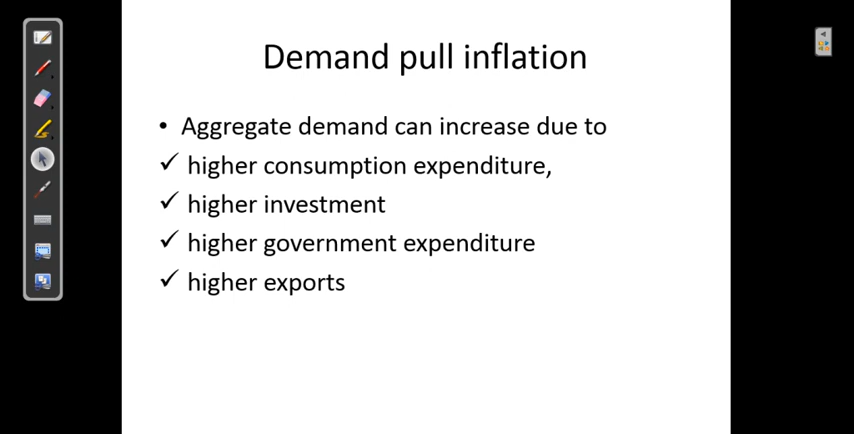 Demand pull inflation
• Aggregate demand can increase due to
✓ higher consumption expenditure,
✓ higher investment
✓ higher government expenditure
✓ higher exports